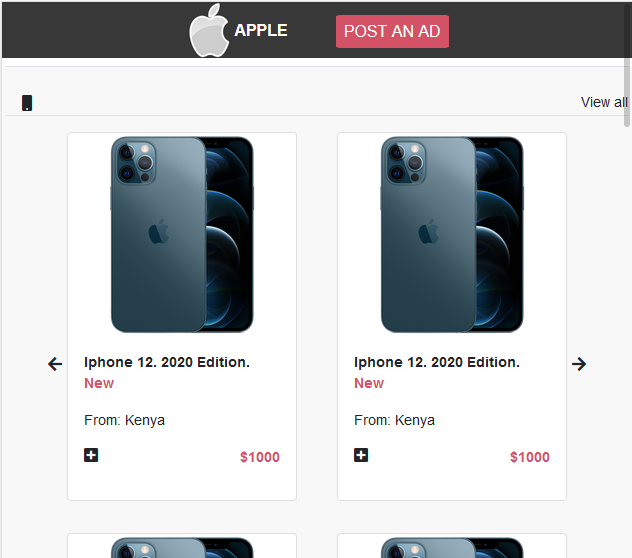 APPLE
POST AN AD
View all
Iphone 12. 2020 Edition.
New
From: Kenya
$1000
Iphone 12. 2020 Edition.
New
From: Kenya
$1000